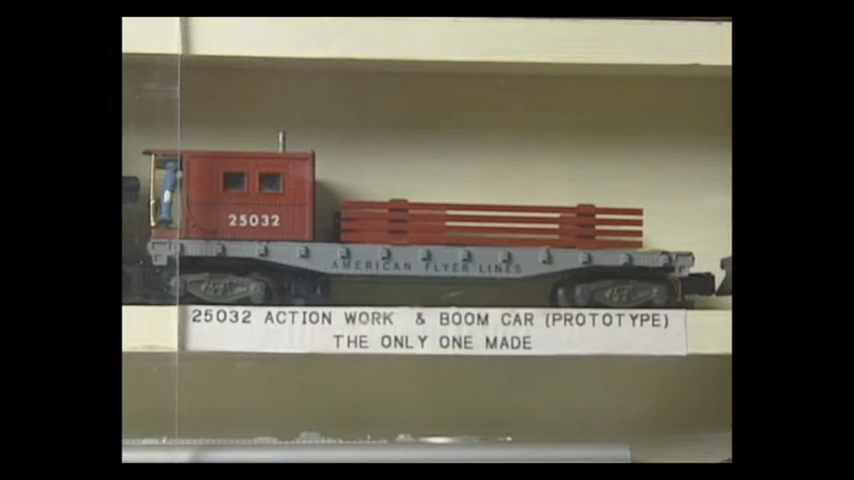 25032
AMERICAN FLYER LINES
25032 ACTION WORK & BOOM CAR (PROTOTYPE)
THE ONLY ONE MADE